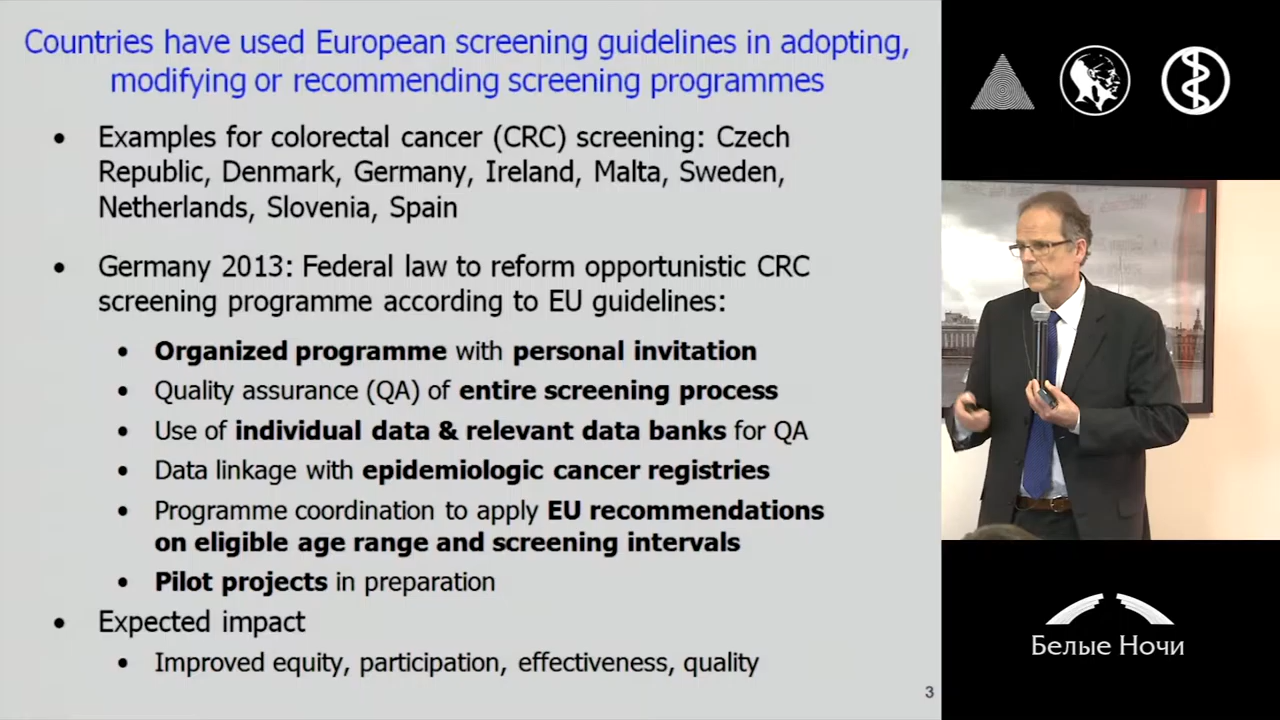 Countries have used European screening guidelines in adopting,
modifying or recommending screening programmes
• Examples for colorectal cancer (CRC) screening: Czech
Republic, Denmark, Germany, Ireland, Malta, Sweden,
Netherlands, Slovenia, Spain
• Germany 2013: Federal law to reform opportunistic CRC
screening programme according to EU guidelines:
• Organized programme with personal invitation
• Quality assurance (QA) of entire screening process
• Use of individual data & relevant data banks for QA
• Data linkage with epidemiologic cancer registries
• Programme coordination to apply EU recommendations
on eligible age range and screening intervals
• Pilot projects in preparation
• Expected impact
• Improved equity, participation, effectiveness, quality
3
Белые Ночи